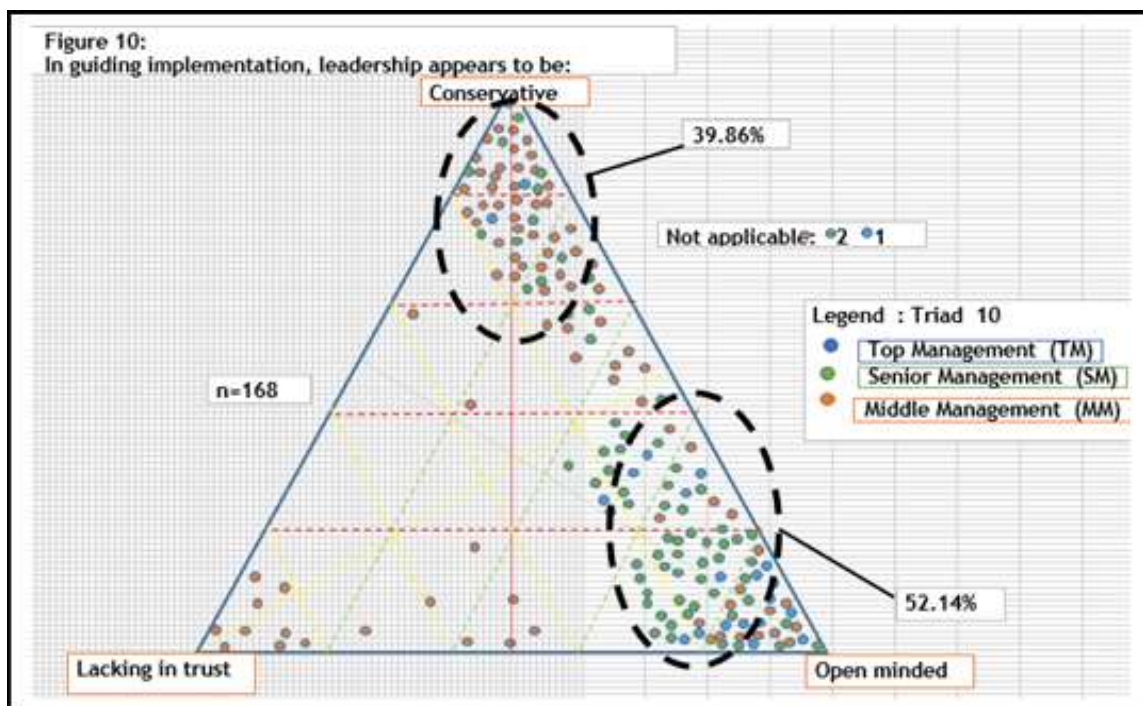 Figure 10:
In guiding implementation, leadership appears to be:
Conservative
39.86%
Not applicable: 2 1
Legend : Triad 10
Top Management (TM)
Senior Management (SM)
Middle Management (MM)
n=168
52.14%
Lacking in trust
Open minded